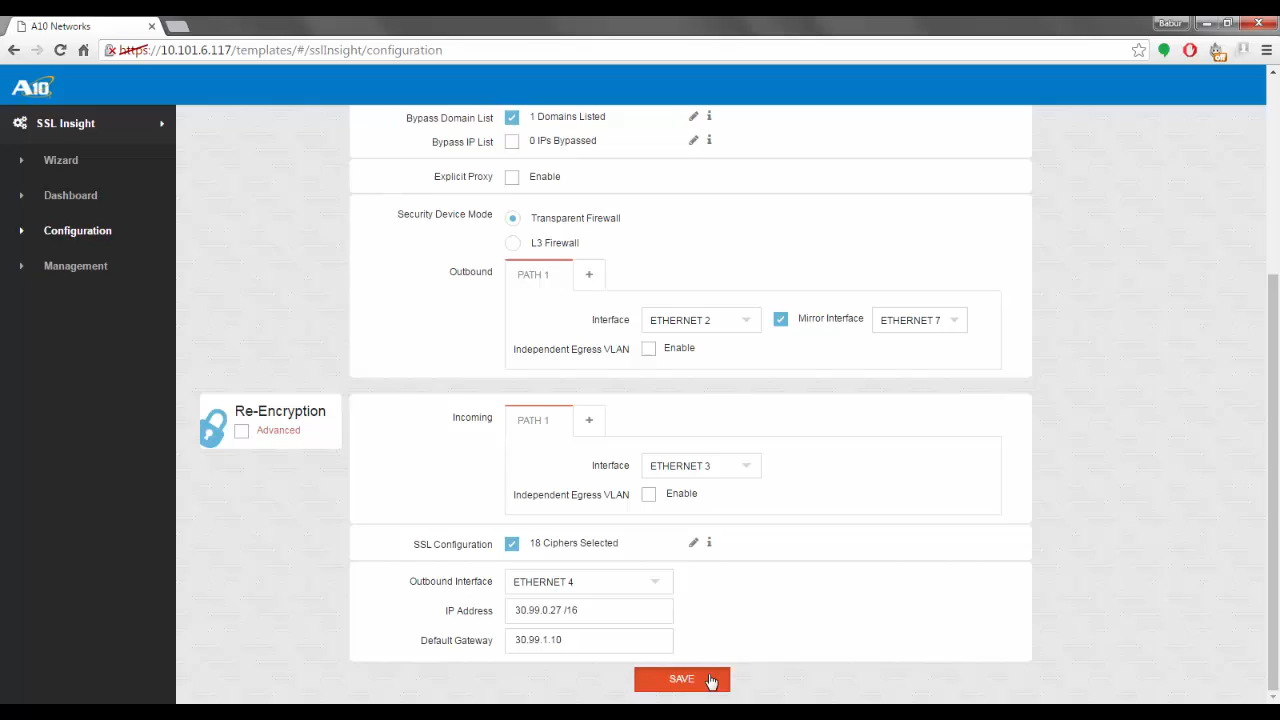 A10 Networks
Babur
https://10.101.6.117/templates/#/sslInsight/configuration
off
A10
SSL Insight
Wizard
Dashboard
Configuration
Management
Bypass Domain List 1 Domains Listed
Bypass IP List 0 IPs Bypassed
Explicit Proxy Enable
Security Device Mode Transparent Firewall
L3 Firewall
Outbound PATH 1 +
Interface ETHERNET 2 Mirror Interface ETHERNET 7
Independent Egress VLAN Enable
Re-Encryption
Advanced
Incoming PATH 1 +
Interface ETHERNET 3
Independent Egress VLAN Enable
SSL Configuration 18 Ciphers Selected
Outbound Interface ETHERNET 4
IP Address 30.99.0.27 /16
Default Gateway 30.99.1.10
SAVE